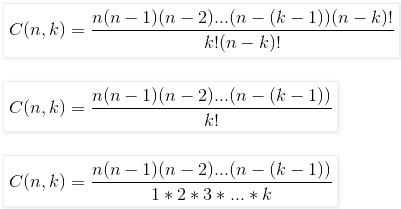 C(n, k) = n(n − 1)(n − 2)...(n − (k − 1))(n − k)! / k!(n − k)!
C(n, k) = n(n − 1)(n − 2)...(n − (k − 1)) / k!
C(n, k) = n(n − 1)(n − 2)...(n − (k − 1)) / 1 ∗ 2 ∗ 3 ∗ ... ∗ k